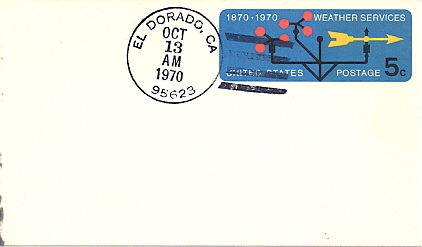 EL DORADO, CA
OCT
13
AM
1970
95623
1870-1970 WEATHER SERVICES
UNITED STATES POSTAGE 5c